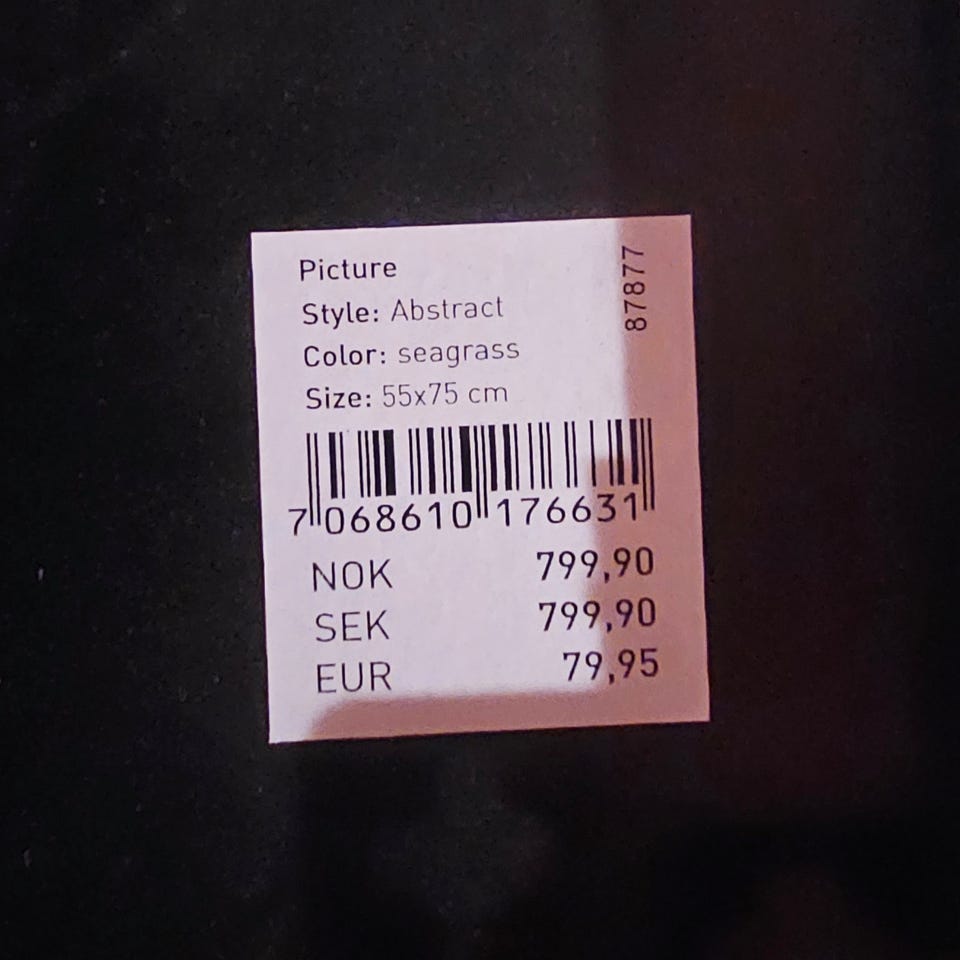 Picture
Style: Abstract
Color: seagrass
Size: 55x75 cm
87877
7 068610 176631
NOK 799,90
SEK 799,90
EUR 79,95